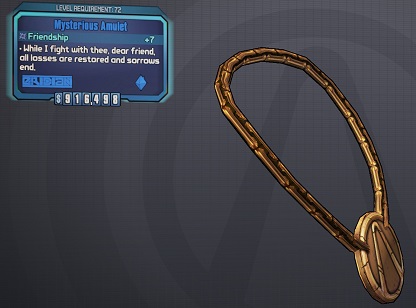 LEVEL REQUIREMENT: 72
Mysterious Amulet
Friendship +7
• While I fight with thee, dear friend,
all losses are restored and sorrows
end.
$916,498